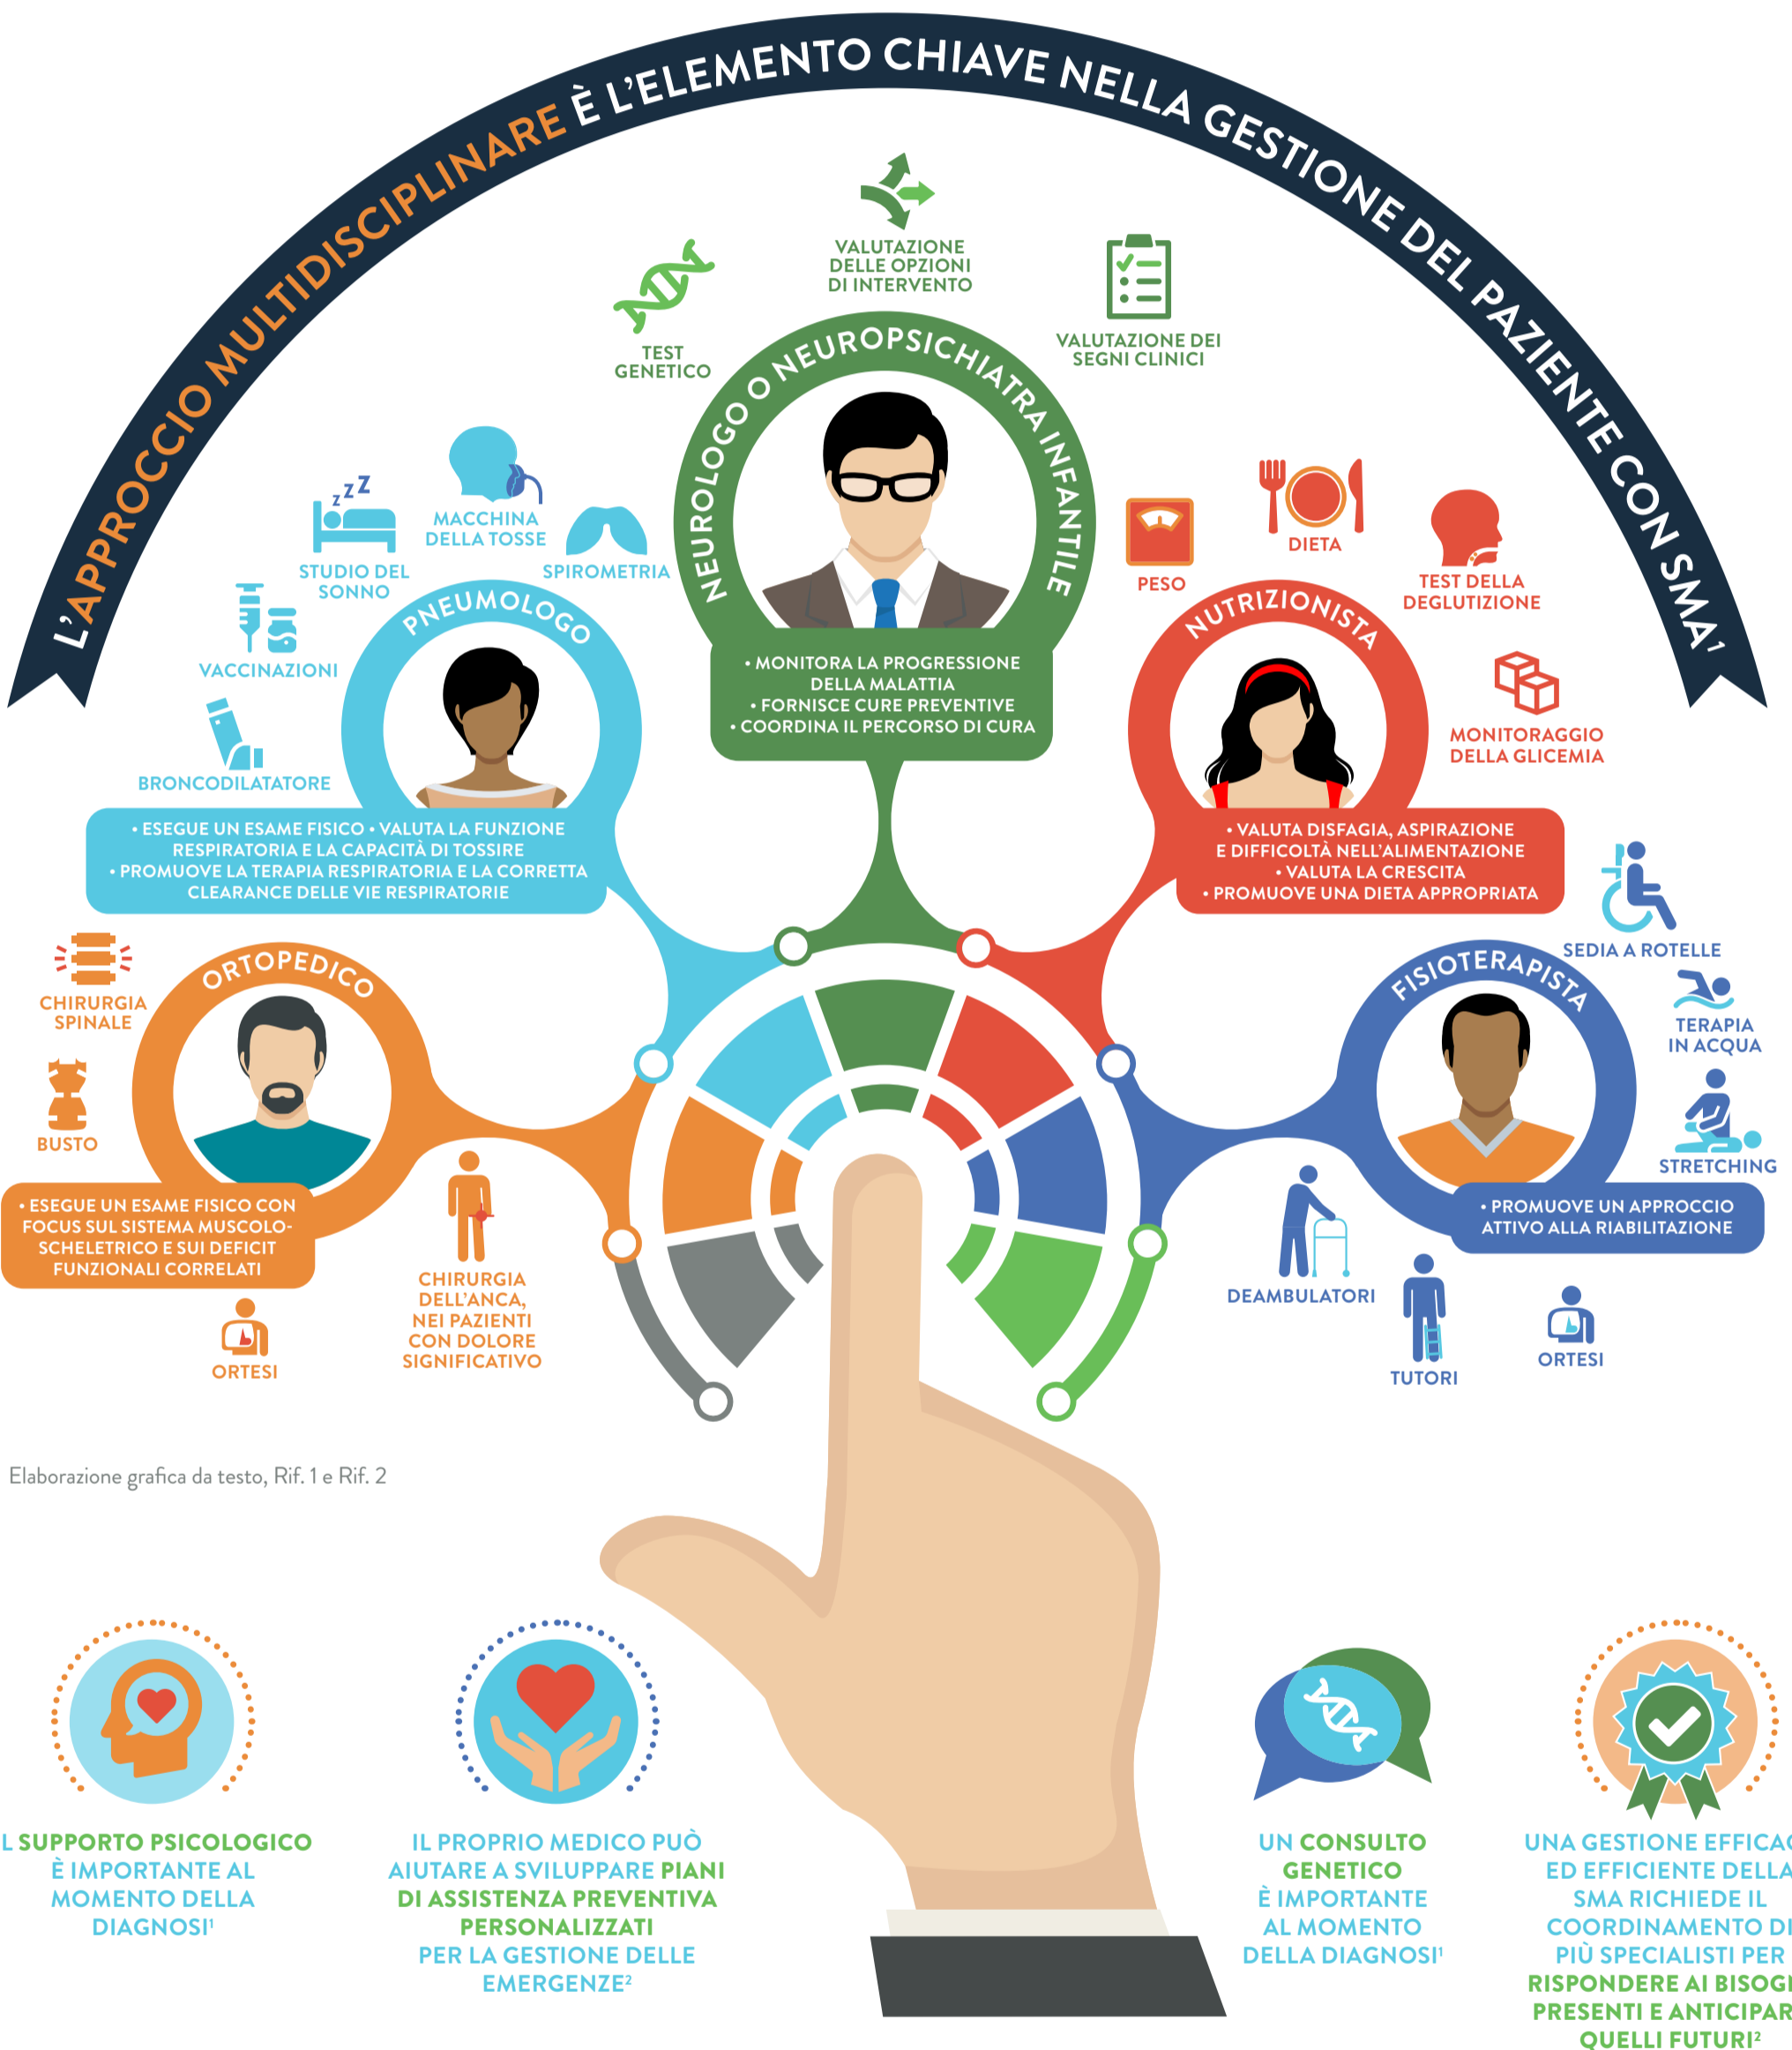 L'APPROCCIO MULTIDISCIPLINARE È L'ELEMENTO CHIAVE NELLA GESTIONE DEL PAZIENTE CON SMA¹
VALUTAZIONE
DELLE OPZIONI
DI INTERVENTO
TEST
GENETICO
VALUTAZIONE DEI
SEGNI CLINICI
NEUROLOGO O NEUROPSICHIATRA INFANTILE
• MONITORA LA PROGRESSIONE
DELLA MALATTIA
• FORNISCE CURE PREVENTIVE
• COORDINA IL PERCORSO DI CURA
zzZ
STUDIO DEL
SONNO
MACCHINA
DELLA TOSSE
SPIROMETRIA
VACCINAZIONI
BRONCODILATATORE
PNEUMOLOGO
• ESEGUE UN ESAME FISICO • VALUTA LA FUNZIONE
RESPIRATORIA E LA CAPACITÀ DI TOSSIRE
• PROMUOVE LA TERAPIA RESPIRATORIA E LA CORRETTA
CLEARANCE DELLE VIE RESPIRATORIE
PESO
DIETA
TEST DELLA
DEGLUTIZIONE
MONITORAGGIO
DELLA GLICEMIA
NUTRIZIONISTA
• VALUTA DISFAGIA, ASPIRAZIONE
E DIFFICOLTÀ NELL'ALIMENTAZIONE
• VALUTA LA CRESCITA
• PROMUOVE UNA DIETA APPROPRIATA
CHIRURGIA
SPINALE
BUSTO
ORTOPEDICO
• ESEGUE UN ESAME FISICO CON
FOCUS SUL SISTEMA MUSCOLO-
SCHELETRICO E SUI DEFICIT
FUNZIONALI CORRELATI
ORTESI
CHIRURGIA
DELL'ANCA,
NEI PAZIENTI
CON DOLORE
SIGNIFICATIVO
SEDIA A ROTELLE
TERAPIA
IN ACQUA
STRETCHING
FISIOTERAPISTA
• PROMUOVE UN APPROCCIO
ATTIVO ALLA RIABILITAZIONE
DEAMBULATORI
TUTORI
ORTESI
Elaborazione grafica da testo, Rif. 1 e Rif. 2
L SUPPORTO PSICOLOGICO
È IMPORTANTE AL
MOMENTO DELLA
DIAGNOSI¹
IL PROPRIO MEDICO PUÒ
AIUTARE A SVILUPPARE PIANI
DI ASSISTENZA PREVENTIVA
PERSONALIZZATI
PER LA GESTIONE DELLE
EMERGENZE²
UN CONSULTO
GENETICO
È IMPORTANTE
AL MOMENTO
DELLA DIAGNOSI¹
UNA GESTIONE
ED EFFICIENTE DELLA
SMA RICHIEDE IL
COORDINAMENTO DI
PIÙ SPECIALISTI PER
RISPONDERE AI
PRESENTI E
QUELLI FUTURI²